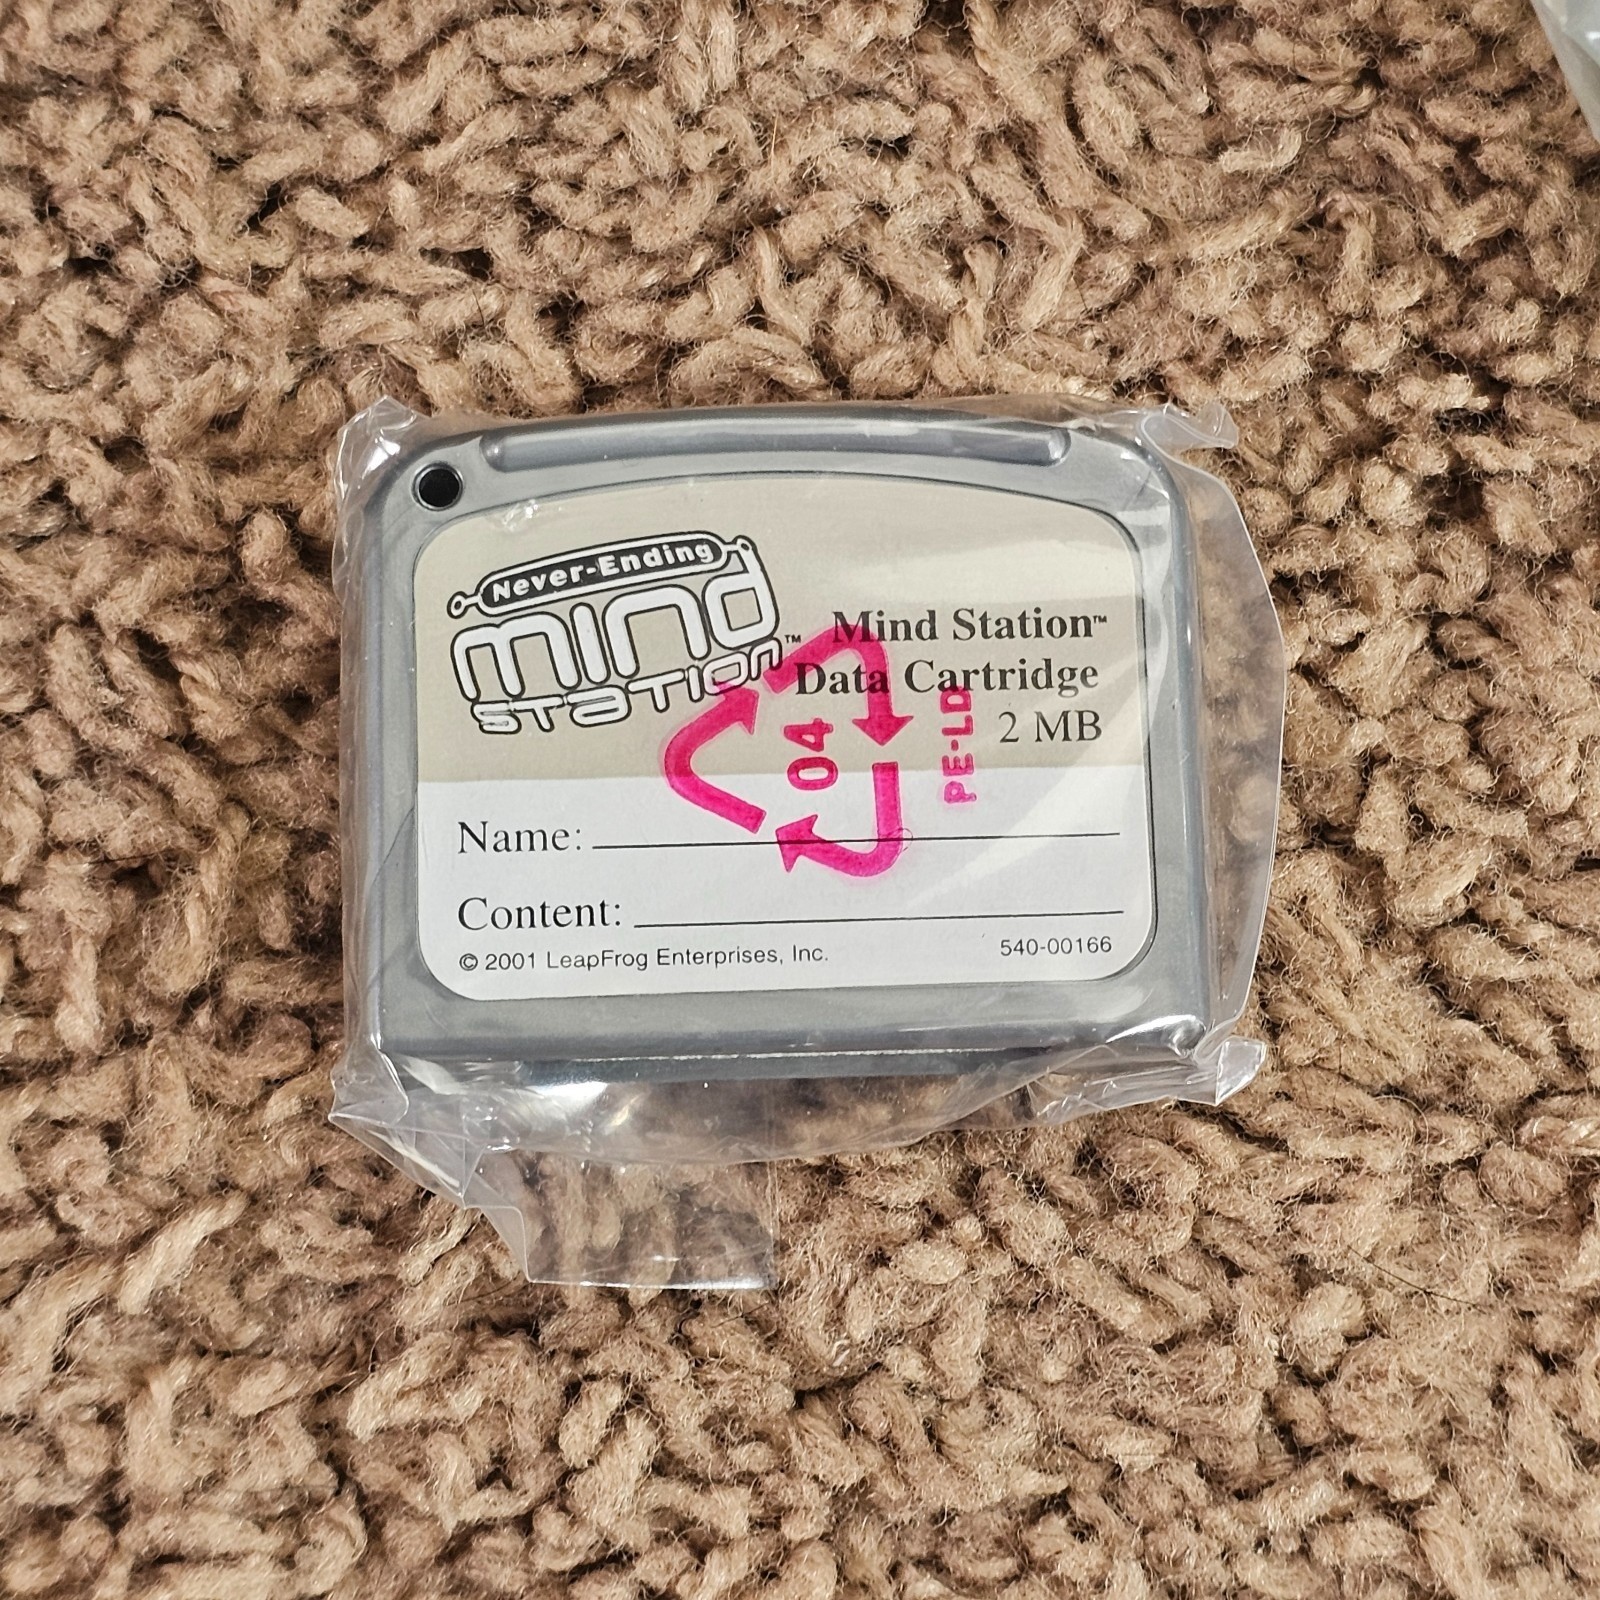 Never-Ending
mind
station™
Mind Station™
Data Cartridge
2 MB
04
PE-LD
Name:
Content:
© 2001 LeapFrog Enterprises, Inc.
540-00166